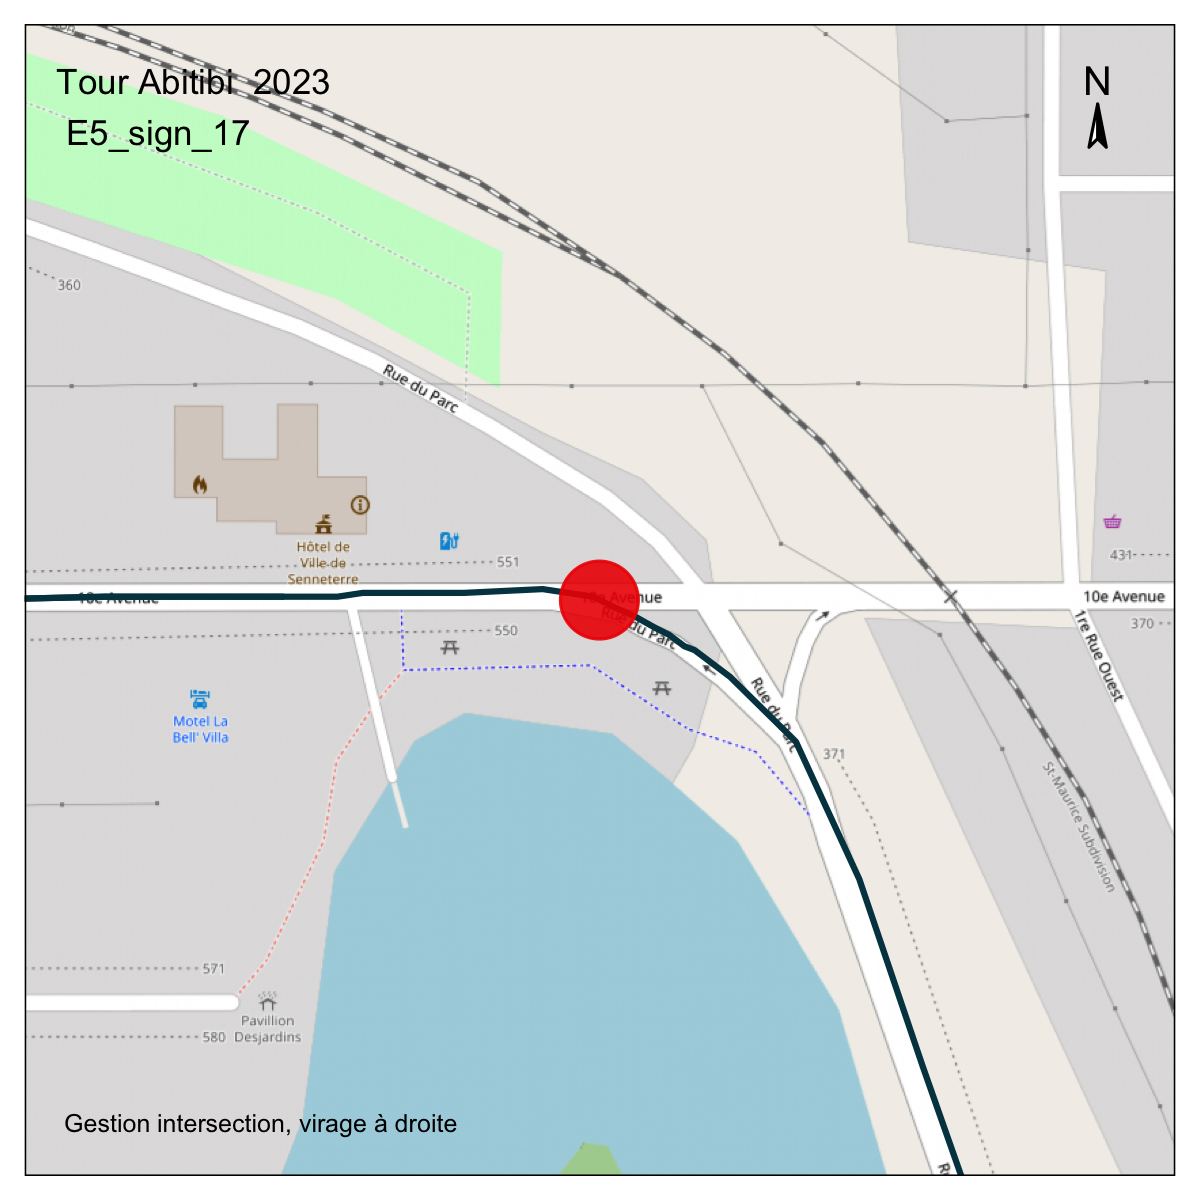 Tour Abitibi  2023
E5_sign_17
N
360
Rue du Parc
Hôtel de
Ville de
Senneterre
551
431
10e Avenue
10e Avenue
10e Avenue
550
Rue du Parc
370
1re Rue Ouest
Rue du Parc
Motel La
Bell' Villa
371
St-Maurice Subdivision
571
580
Pavillion
Desjardins
Gestion intersection, virage à droite